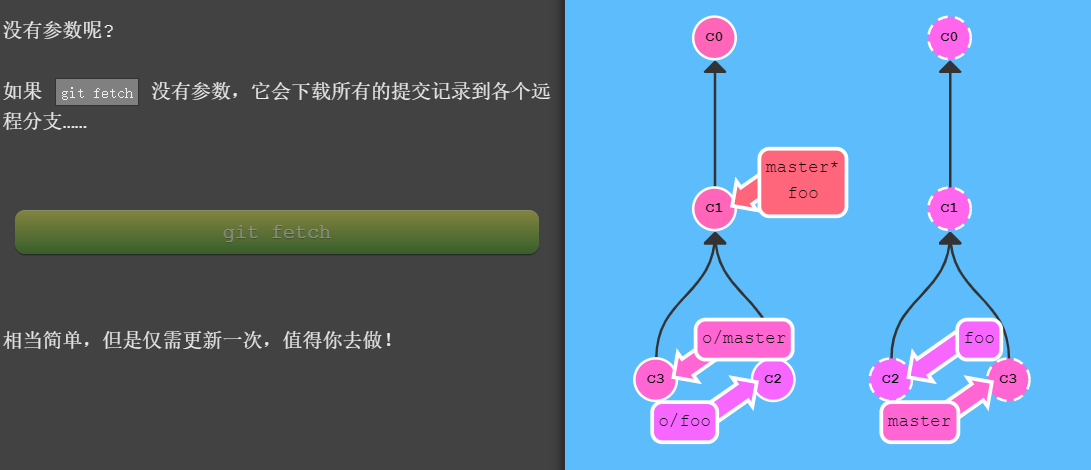 没有参数呢?
如果 git fetch 没有参数，它会下载所有的提交记录到各个远
程分支……
git fetch
相当简单，但是仅需更新一次，值得你去做！
C0
C0
master*
foo
C1
C1
o/master
foo
C3
C2
C2
C3
o/foo
master